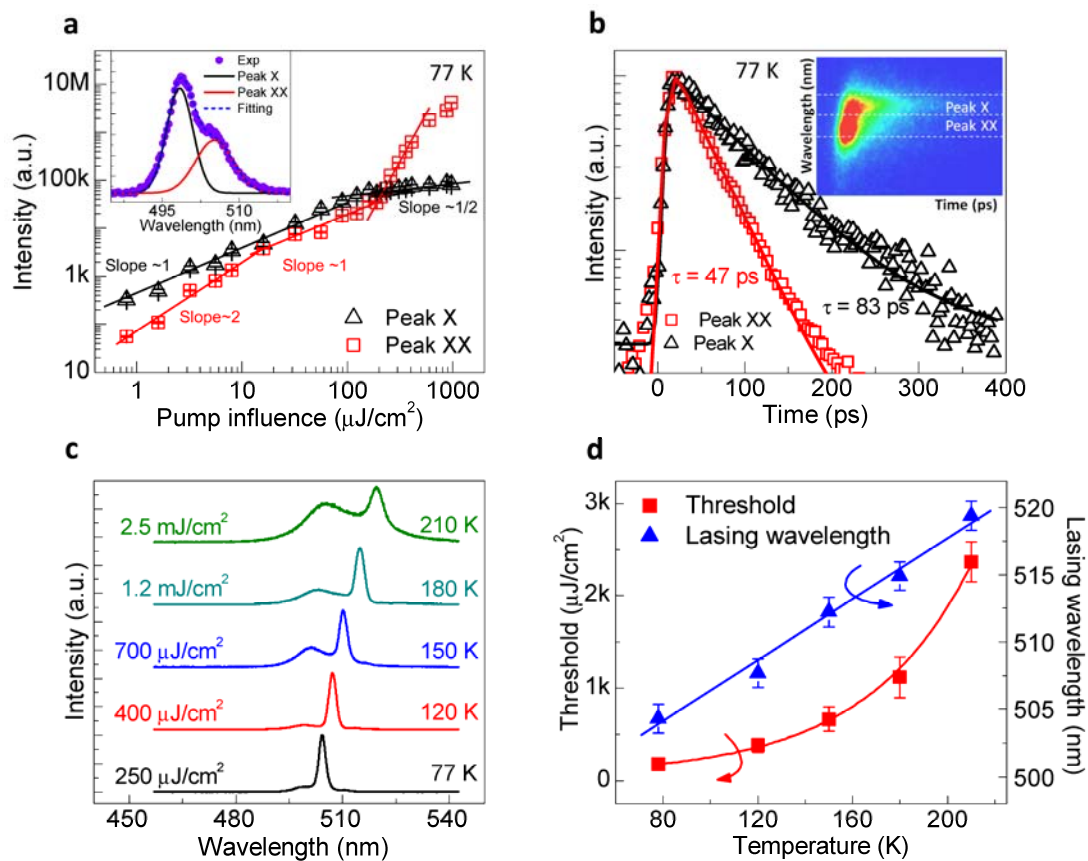 a
77 K
Exp
Peak X
Peak XX
Fitting
495 510
Wavelength (nm)
10M
100k
1k
10
Intensity (a.u.)
Slope ~1/2
Slope ~1
Slope ~1
Slope~2
Peak X
Peak XX
1 10 100 1000
Pump influence (μJ/cm²)
b
77 K
Wavelength (nm)
Peak X
Peak XX
Time (ps)
Intensity (a.u.)
τ = 47 ps
τ = 83 ps
Peak XX
Peak X
0 100 200 300 400
Time (ps)
c
2.5 mJ/cm² 210 K
1.2 mJ/cm² 180 K
700 μJ/cm² 150 K
400 μJ/cm² 120 K
250 μJ/cm² 77 K
Intensity (a.u.)
450 480 510 540
Wavelength (nm)
d
Threshold
Lasing wavelength
3k
2k
1k
0
Threshold (μJ/cm²)
520
515
510
505
500
Lasing wavelength (nm)
80 120 160 200
Temperature (K)